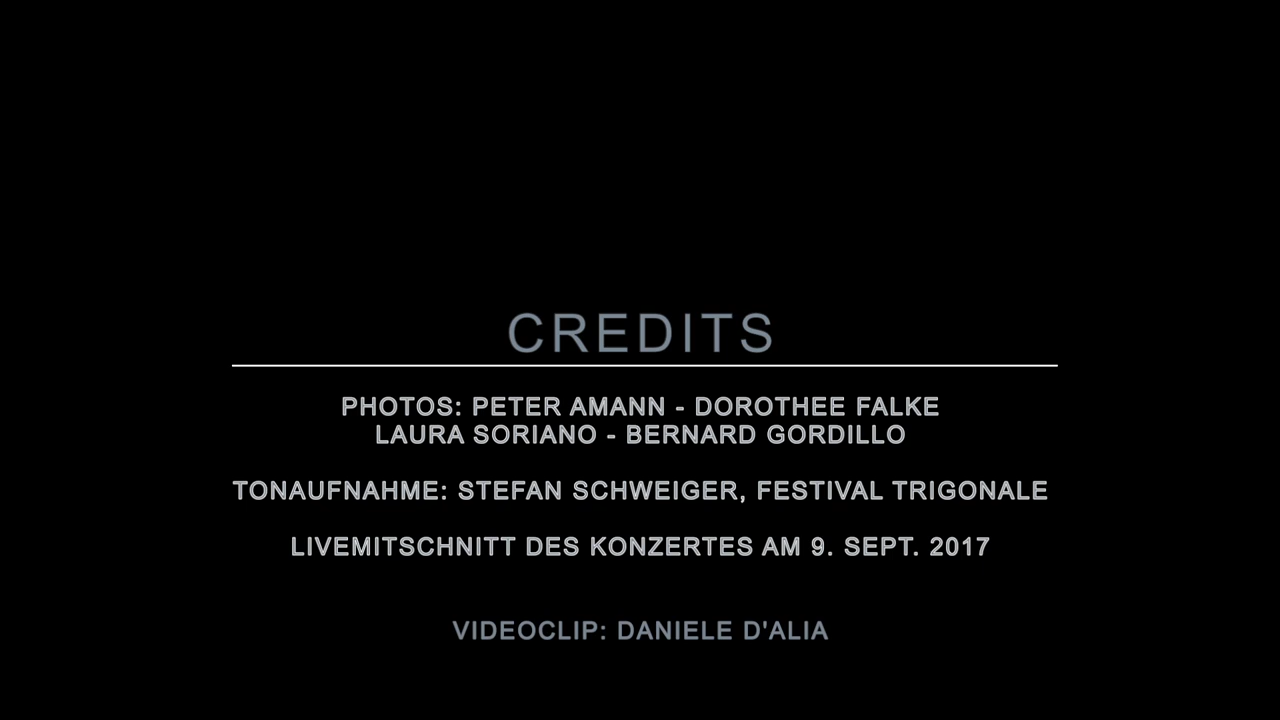 CREDITS
PHOTOS: PETER AMANN - DOROTHEE FALKE
LAURA SORIANO - BERNARD GORDILLO
TONAUFNAHME: STEFAN SCHWEIGER, FESTIVAL TRIGONALE
LIVEMITSCHNITT DES KONZERTES AM 9. SEPT. 2017
VIDEOCLIP: DANIELE D'ALIA